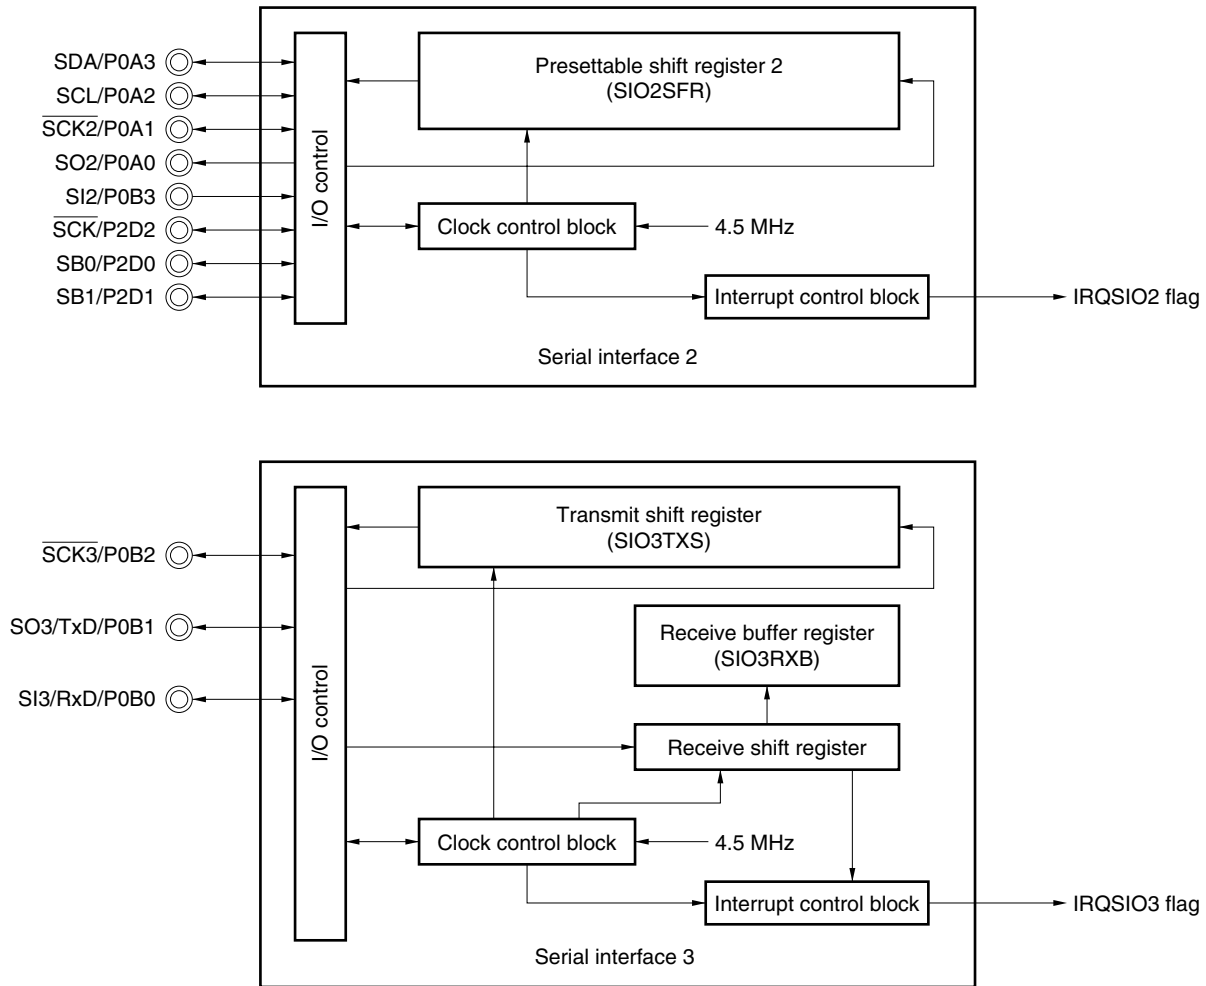 SDA/P0A3
SCL/P0A2
SCK2/P0A1
SO2/P0A0
SI2/P0B3
SCK/P2D2
SB0/P2D0
SB1/P2D1
I/O control
Presettable shift register 2
(SIO2SFR)
Clock control block
4.5 MHz
Interrupt control block
IRQSIO2 flag
Serial interface 2
SCK3/P0B2
SO3/TxD/P0B1
SI3/RxD/P0B0
I/O control
Transmit shift register
(SIO3TXS)
Receive buffer register
(SIO3RXB)
Receive shift register
Clock control block
4.5 MHz
Interrupt control block
IRQSIO3 flag
Serial interface 3